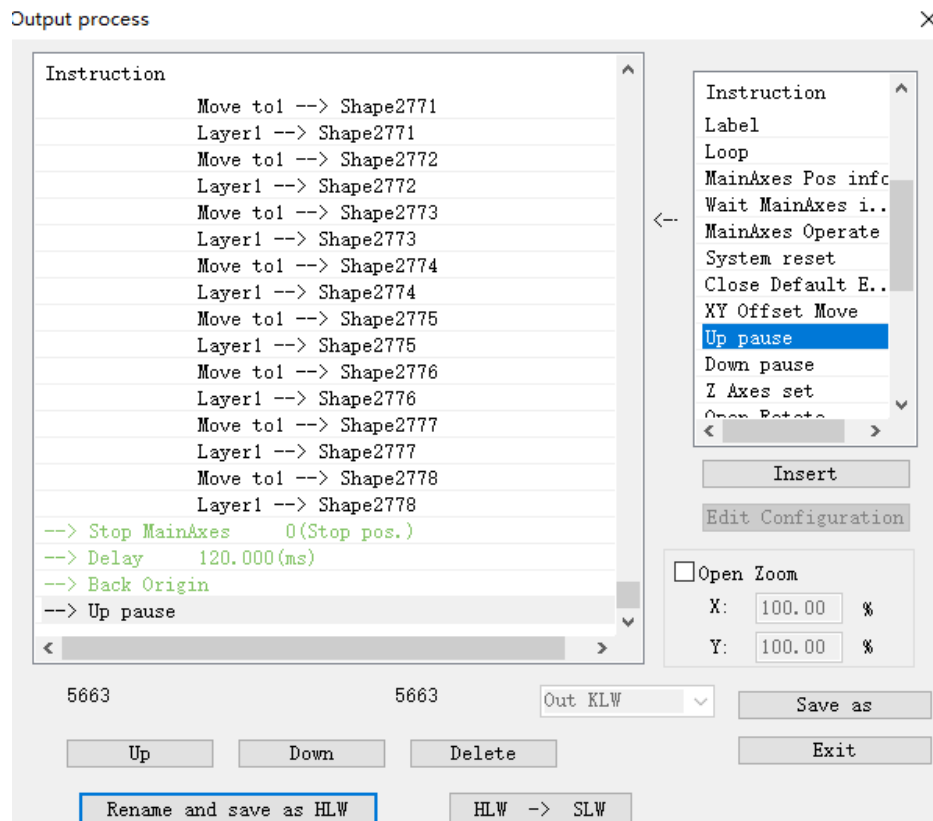 Output process
Instruction
Move to1 --> Shape2771
Layer1 --> Shape2771
Move to1 --> Shape2772
Layer1 --> Shape2772
Move to1 --> Shape2773
Layer1 --> Shape2773
Move to1 --> Shape2774
Layer1 --> Shape2774
Move to1 --> Shape2775
Layer1 --> Shape2775
Move to1 --> Shape2776
Layer1 --> Shape2776
Move to1 --> Shape2777
Layer1 --> Shape2777
Move to1 --> Shape2778
Layer1 --> Shape2778
--> Stop MainAxes 0(Stop pos.)
--> Delay 120.000(ms)
--> Back Origin
--> Up pause
<--
Instruction
Label
Loop
MainAxes Pos info
Wait MainAxes i..
MainAxes Operate
System reset
Close Default E..
XY Offset Move
Up pause
Down pause
Z Axes set
Open Rotate
Insert
Edit Configuration
Open Zoom
X: 100.00 %
Y: 100.00 %
5663 5663 Out KLW Save as
Up Down Delete Exit
Rename and save as HLW HLW -> SLW